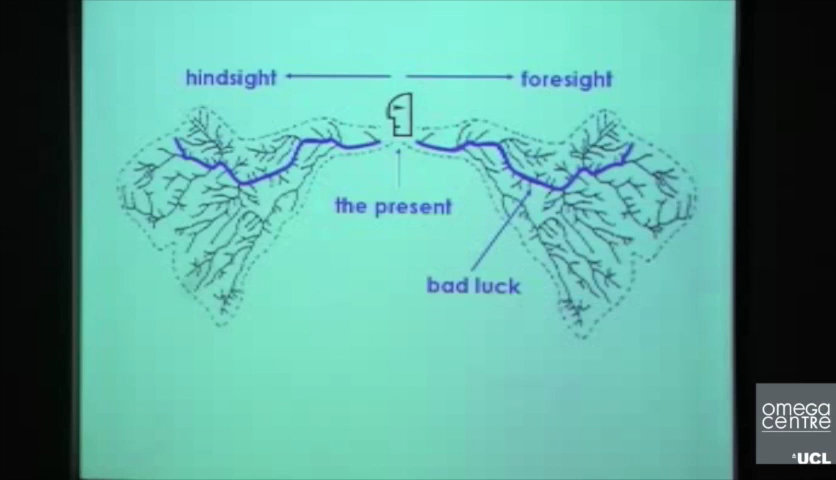 hindsight
foresight
the present
bad luck
omega
centre
UCL